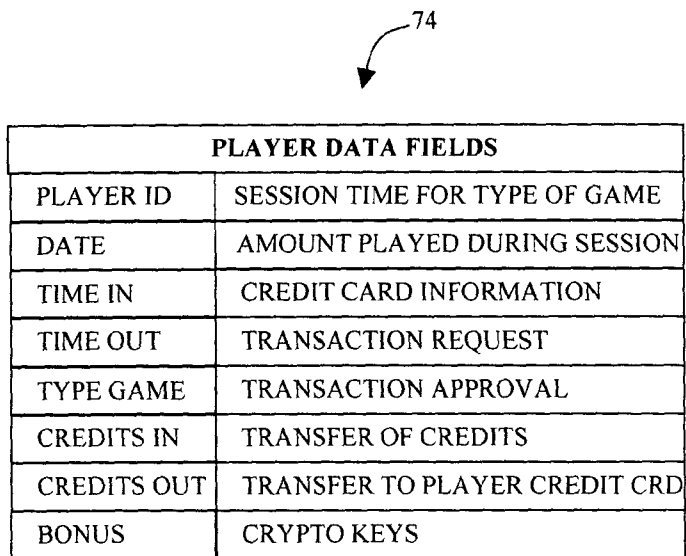 74
PLAYER DATA FIELDS
PLAYER ID SESSION TIME FOR TYPE OF GAME
DATE AMOUNT PLAYED DURING SESSION
TIME IN CREDIT CARD INFORMATION
TIME OUT TRANSACTION REQUEST
TYPE GAME TRANSACTION APPROVAL
CREDITS IN TRANSFER OF CREDITS
CREDITS OUT TRANSFER TO PLAYER CREDIT CRD
BONUS CRYPTO KEYS